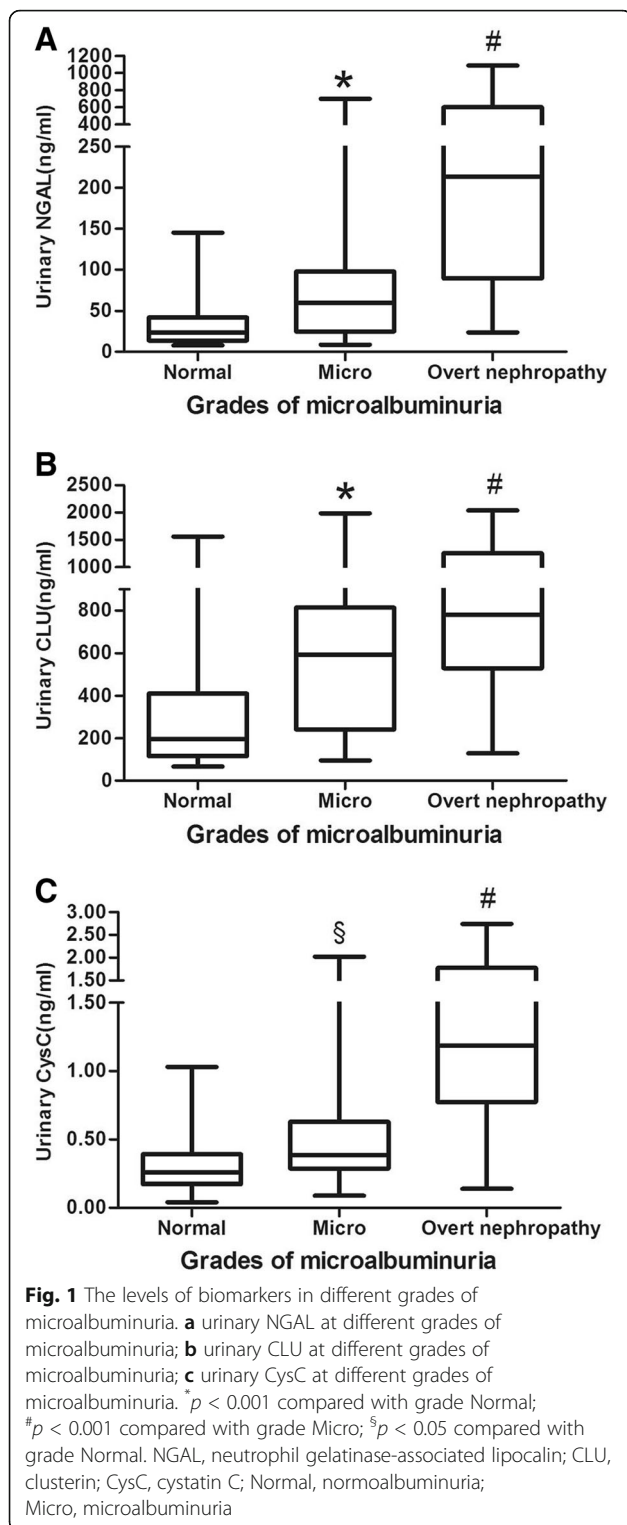 A
#
*
1200
1000
800
600
400
250
200
150
100
50
0
Urinary NGAL(ng/ml)
Normal Micro Overt nephropathy
Grades of microalbuminuria
B
*
#
2500
2000
1500
1000
800
600
400
200
0
Urinary CLU(ng/ml)
Normal Micro Overt nephropathy
Grades of microalbuminuria
C
§
#
3.00
2.50
2.00
1.50
1.50
1.00
0.50
0.00
Urinary CysC(ng/ml)
Normal Micro Overt nephropathy
Grades of microalbuminuria
Fig. 1 The levels of biomarkers in different grades of
microalbuminuria. a urinary NGAL at different grades of
microalbuminuria; b urinary CLU at different grades of
microalbuminuria; c urinary CysC at different grades of
microalbuminuria. *p < 0.001 compared with grade Normal;
#p < 0.001 compared with grade Micro; §p < 0.05 compared with
grade Normal. NGAL, neutrophil gelatinase-associated lipocalin; CLU,
clusterin; CysC, cystatin C; Normal, normoalbuminuria;
Micro, microalbuminuria